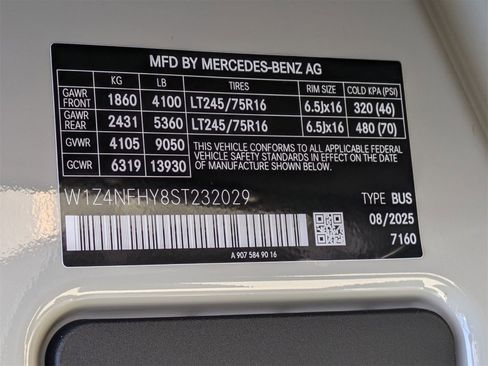 MFD BY MERCEDES-BENZ AG
KG LB TIRES RIM SIZE COLD KPA (PSI)
GAWR FRONT 1860 4100 LT245/75R16 6.5Jx16 320 (46)
GAWR REAR 2431 5360 LT245/75R16 6.5Jx16 480 (70)
GVWR 4105 9050
GCWR 6319 13930
THIS VEHICLE CONFORMS TO ALL APPLICABLE
FEDERAL MOTOR VEHICLE SAFETY STANDARDS
IN EFFECT ON THE DATE
OF MANUFACTURE SHOWN BELOW.
W1Z4NFHY8ST232029
TYPE BUS
08/2025
7160
A 907 584 90 16